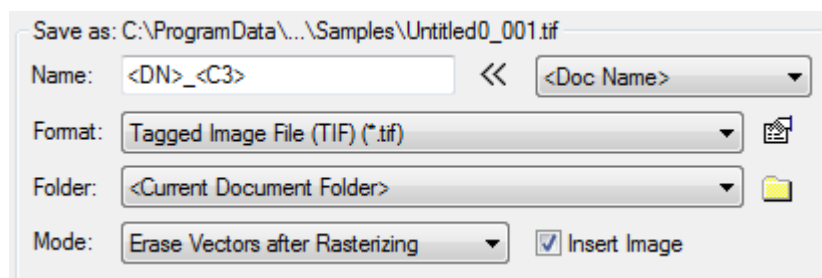 Save as: C:\ProgramData\...\Samples\Untitled0_001.tif
Name: <DN>_<C3> << <Doc Name>
Format: Tagged Image File (TIF) (*.tif)
Folder: <Current Document Folder>
Mode: Erase Vectors after Rasterizing Insert Image